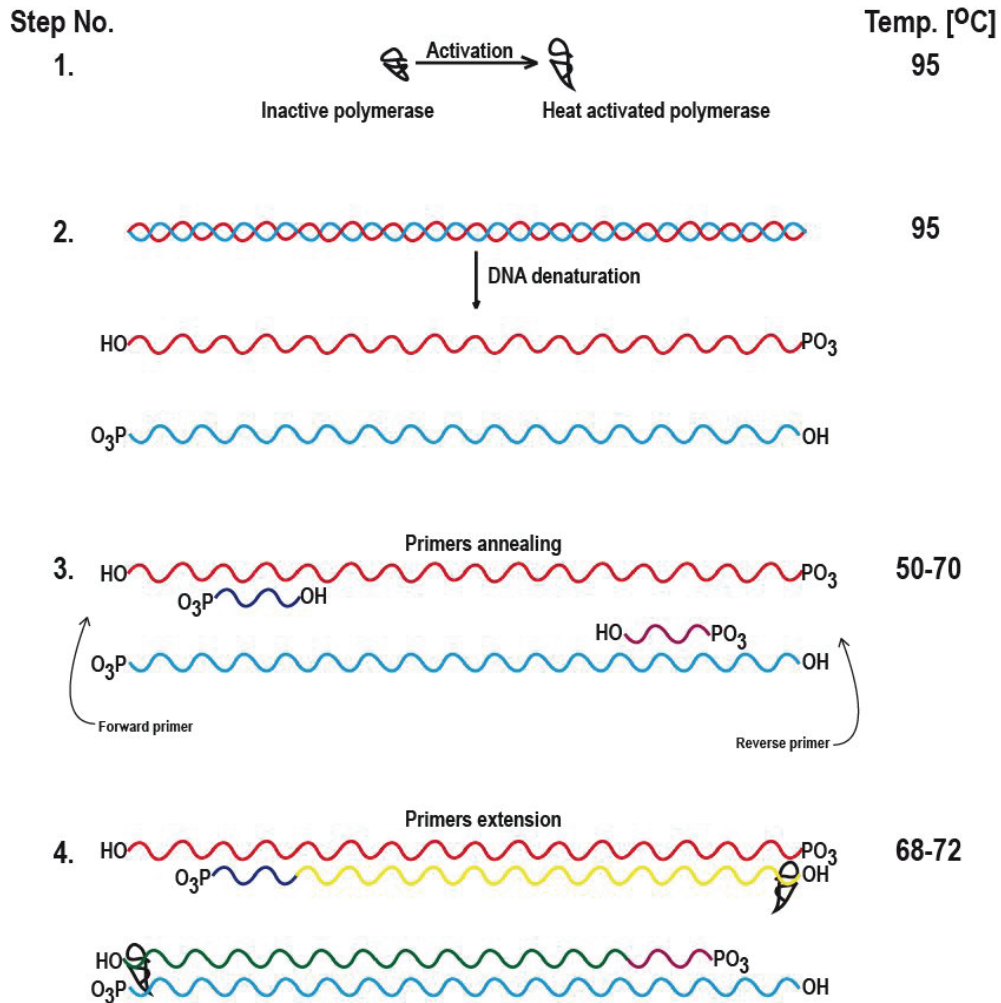 Step No.
Temp. [ºC]
1.
Activation
95
Inactive polymerase
Heat activated polymerase
2.
95
DNA denaturation
HO
PO3
O3P
OH
Primers annealing
3.
HO
PO3
50-70
O3P
OH
HO
PO3
O3P
OH
Forward primer
Reverse primer
Primers extension
4.
HO
PO3
68-72
O3P
OH
HO
PO3
O3P
OH